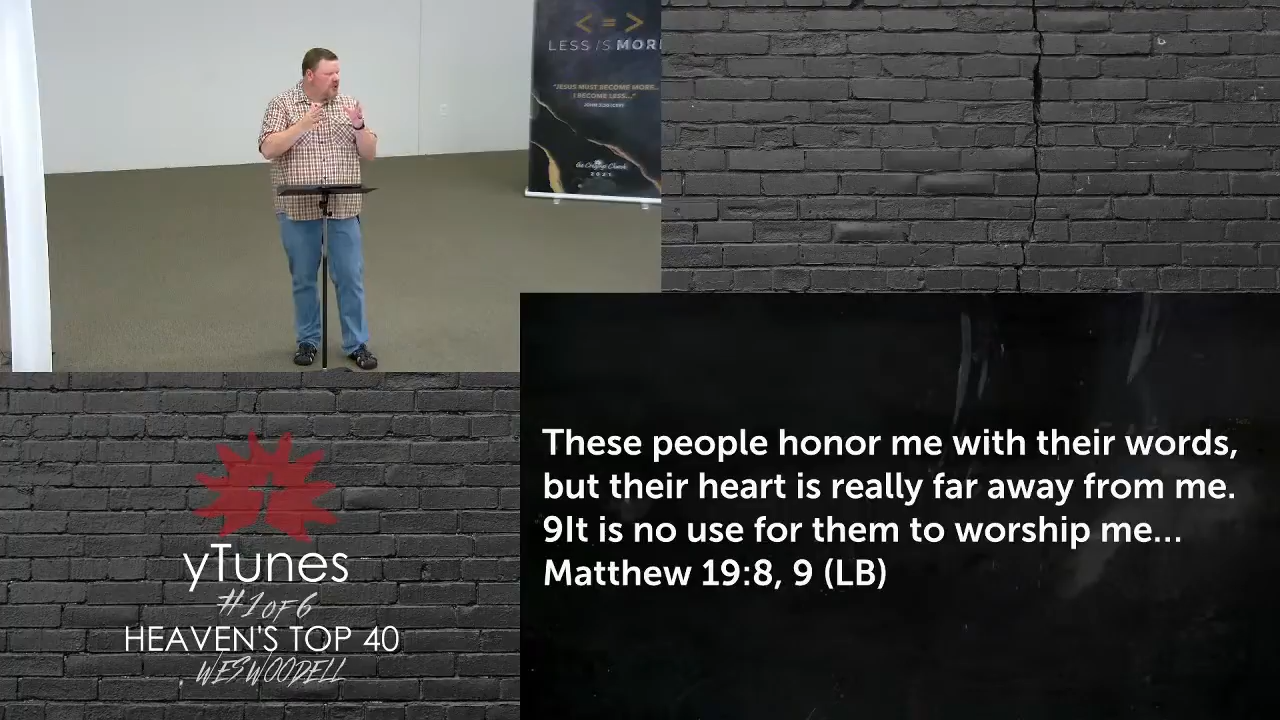 < = >
LESS IS MORE
"JESUS MUST BECOME MORE...
I BECOME LESS..."
2021
These people honor me with their words,
but their heart is really far away from me.
9It is no use for them to worship me...
Matthew 19:8, 9 (LB)
yTunes
#1 OF 6
HEAVEN'S TOP 40
WESWOODELL